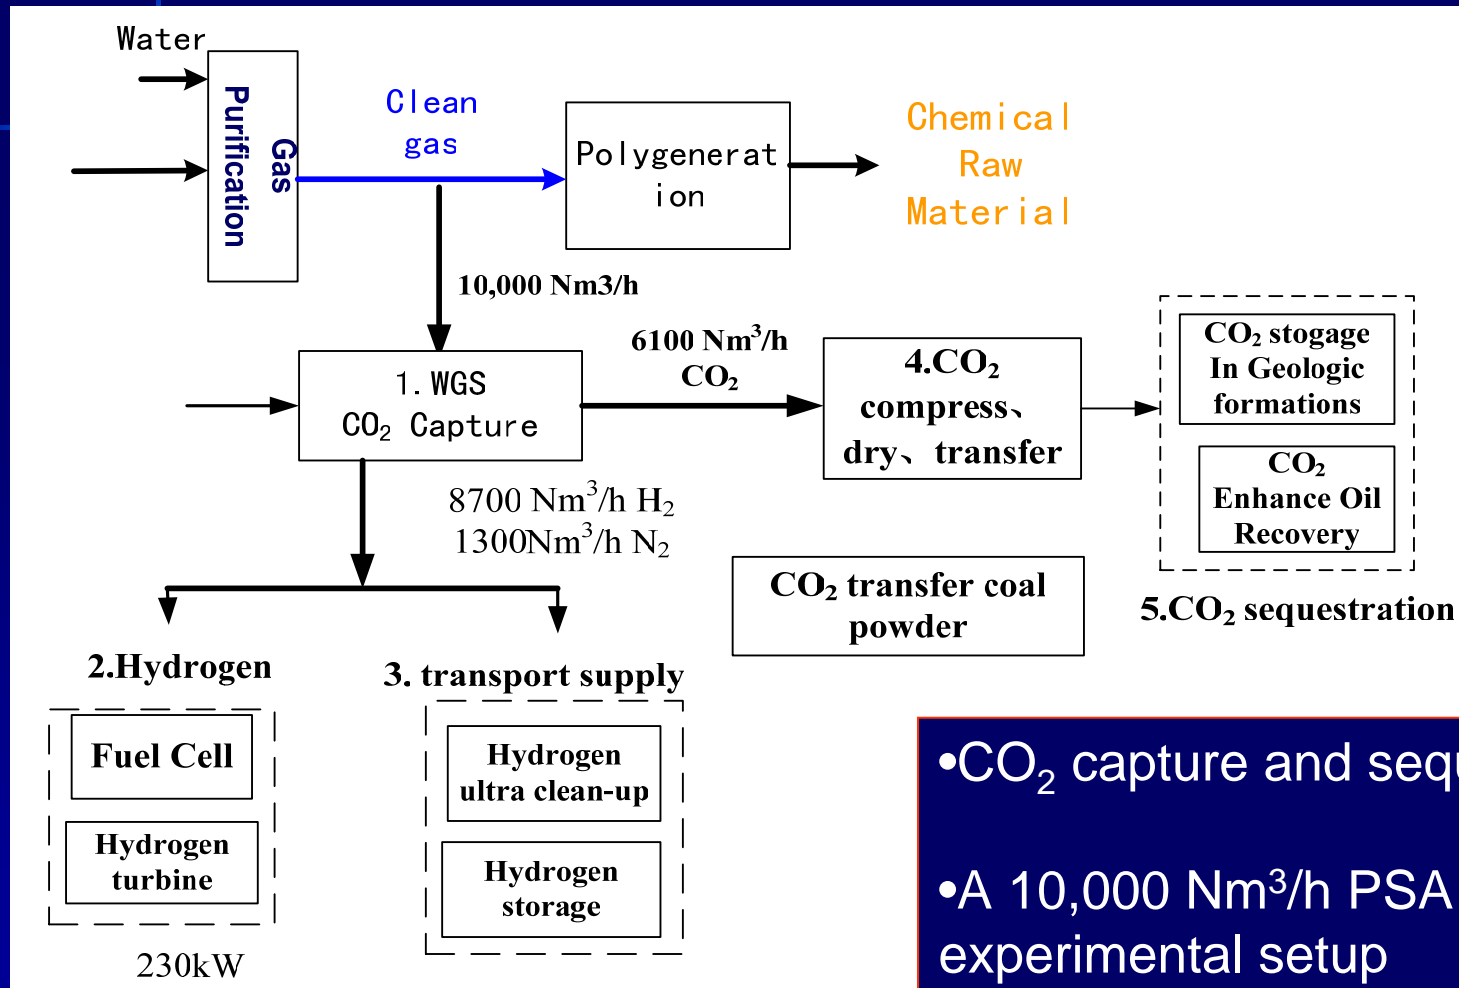 Water
Gas
Purification
Clean
gas
Polygenerat
ion
Chemical
Raw
Material
10,000 Nm3/h
1.WGS
CO₂ Capture
6100 Nm³/h
CO₂
4.CO₂
compress、
dry、transfer
CO₂ stogage
In Geologic
formations
CO₂
Enhance Oil
Recovery
5.CO₂ sequestration
8700 Nm³/h H₂
1300Nm³/h N₂
CO₂ transfer coal
powder
2.Hydrogen
Fuel Cell
Hydrogen
turbine
230kW
3. transport supply
Hydrogen
ultra clean-up
Hydrogen
storage
•CO₂ capture and sequ
•A 10,000 Nm³/h PSA
experimental setup